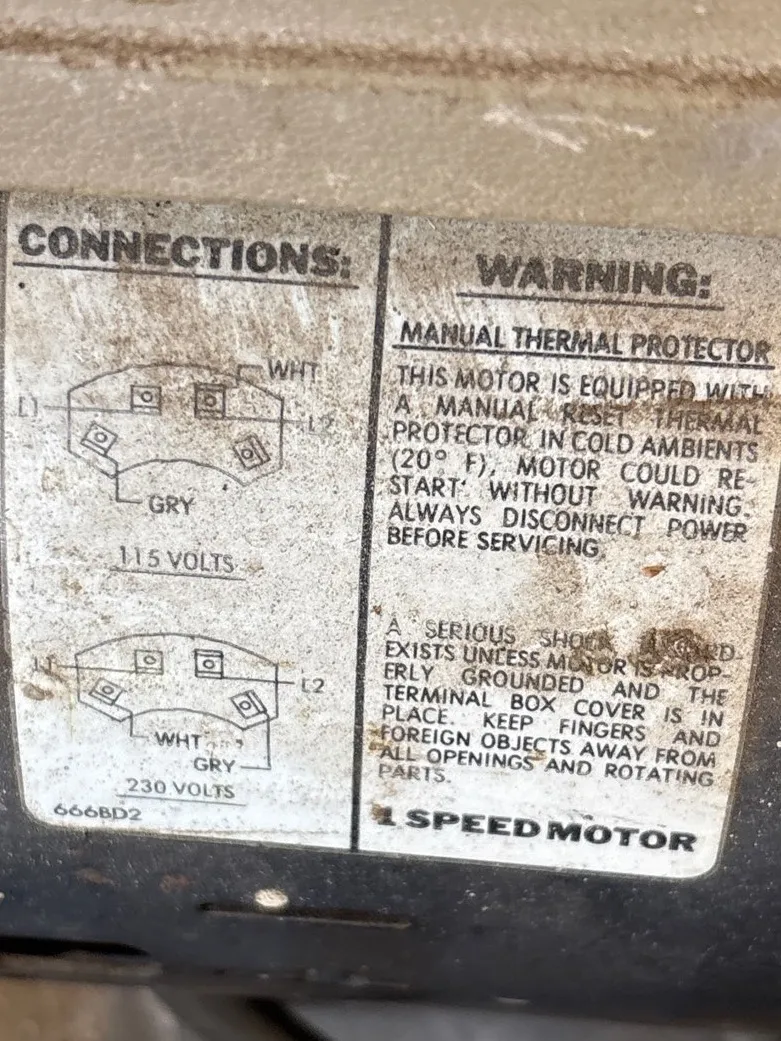 CONNECTIONS:
WHT
L1
L2
GRY
115 VOLTS
L1
L2
WHT
GRY
230 VOLTS
666BD2
WARNING:
MANUAL THERMAL PROTECTOR
THIS MOTOR IS EQUIPPED WITH
A MANUAL RESET THERMAL
PROTECTOR. IN COLD AMBIENTS
(20° F), MOTOR COULD RE-
START WITHOUT WARNING.
ALWAYS DISCONNECT POWER
BEFORE SERVICING.
A SERIOUS SHOCK HAZARD
EXISTS UNLESS MOTOR IS PROP-
ERLY GROUNDED AND THE
TERMINAL BOX COVER IS IN
PLACE. KEEP FINGERS AND
FOREIGN OBJECTS AWAY FROM
ALL OPENINGS AND ROTATING
PARTS.
1 SPEED MOTOR